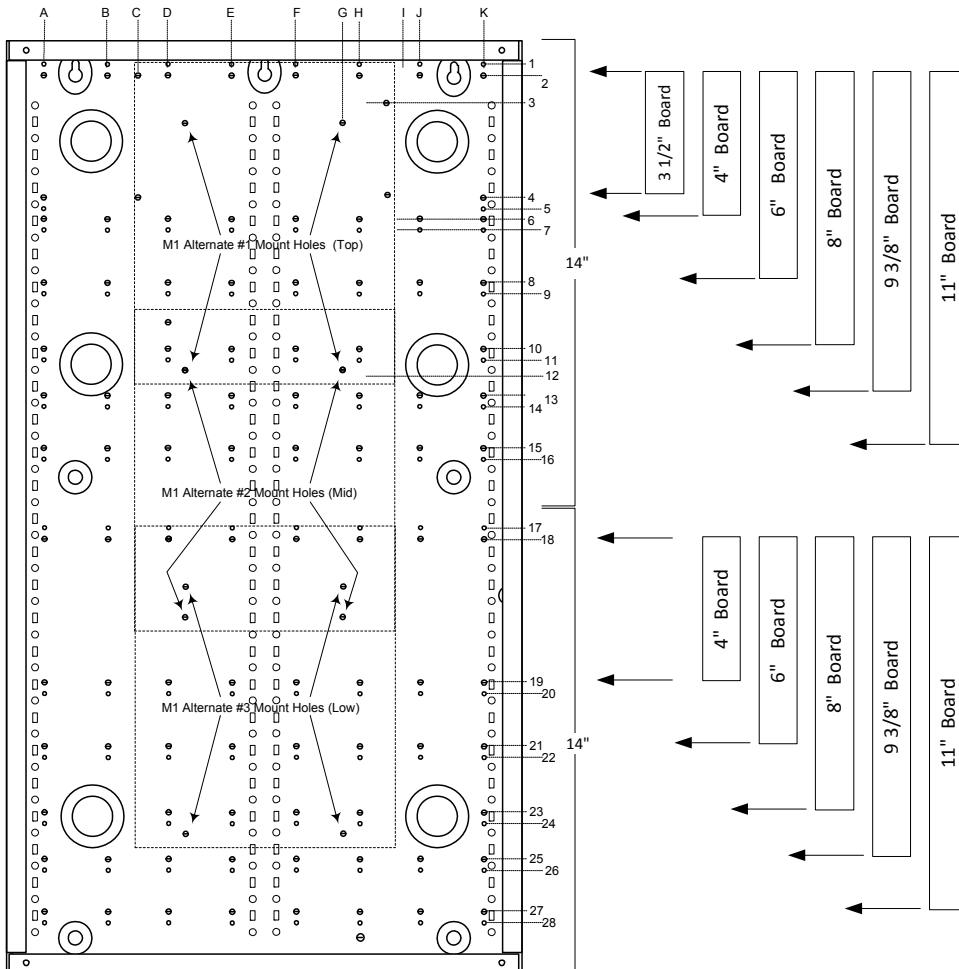 A B C D E F G H I J K
1
2
3
4
5
6
7
8
9
10
11
12
13
14
15
16
17
18
19
20
21
22
23
24
25
26
27
28
M1 Alternate #1 Mount Holes (Top)
M1 Alternate #2 Mount Holes (Mid)
M1 Alternate #3 Mount Holes (Low)
14"
14"
3 1/2" Board
4" Board
6" Board
8" Board
9 3/8" Board
11" Board
4" Board
6" Board
8" Board
9 3/8" Board
11" Board